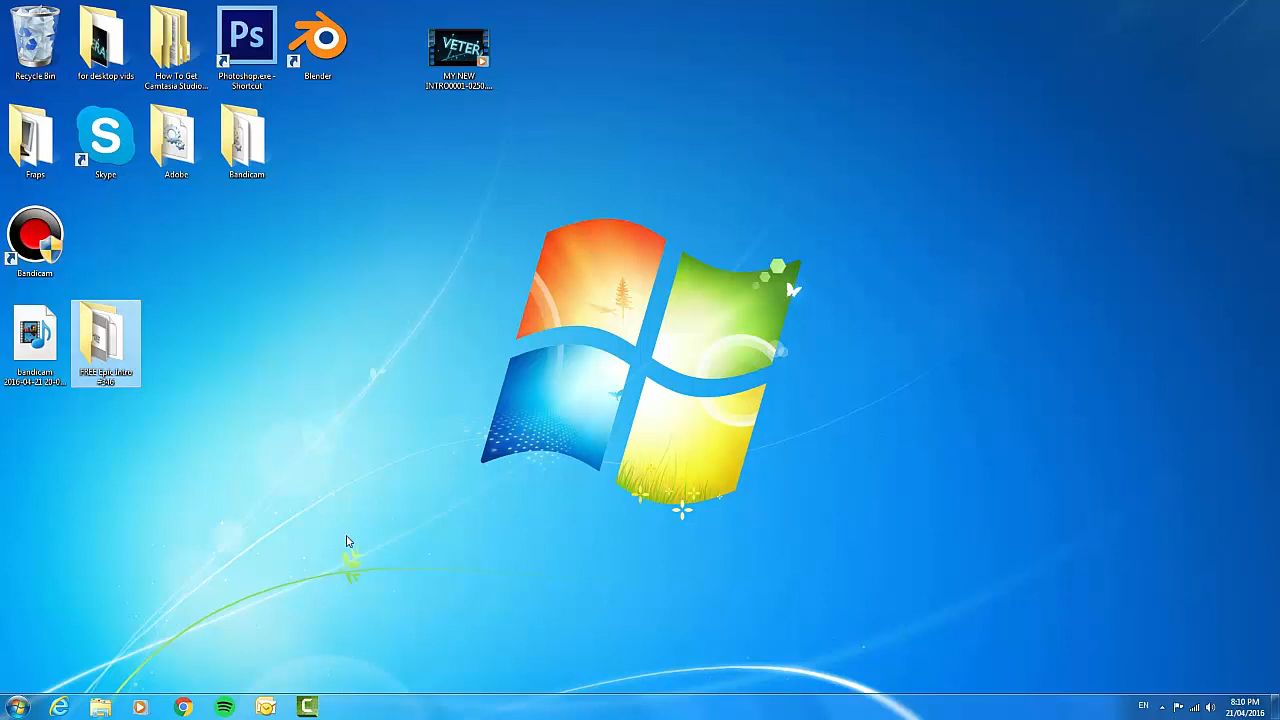 Recycle Bin
for desktop vids
How To Get
Camtasia Studio...
Ps
Photoshop.exe -
Shortcut
Blender
VETER
MY NEW
INTRO0001-0250....
Fraps
S
Skype
Adobe
Bandicam
Bandicam
bandicam
2016-04-21 20-0...
FREE Epic Intro
#346
EN
8:10 PM
21/04/2016